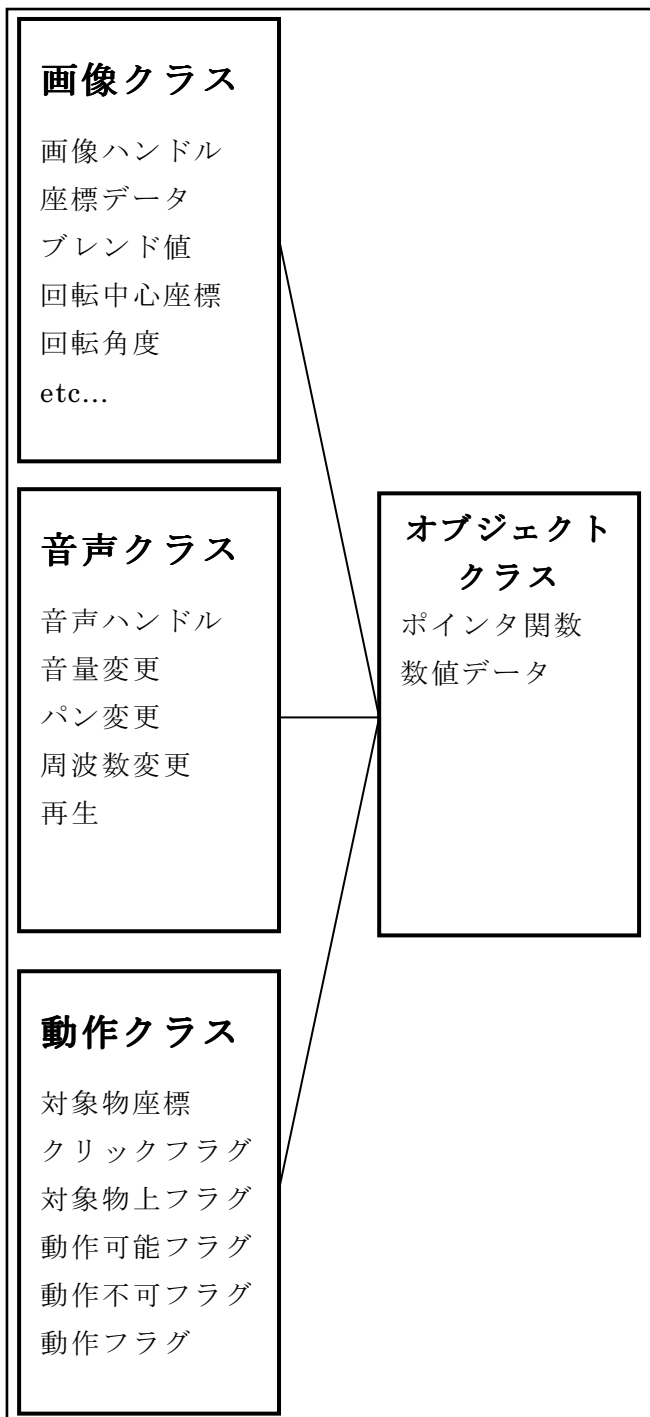 画像クラス
画像ハンドル
座標データ
ブレンド値
回転中心座標
回転角度
etc…
音声クラス
音声ハンドル
音量変更
パン変更
周波数変更
再生
動作クラス
対象物座標
クリックフラグ
対象物上フラグ
動作可能フラグ
動作不可フラグ
動作フラグ
オブジェクト
クラス
ポインタ関数
数値データ